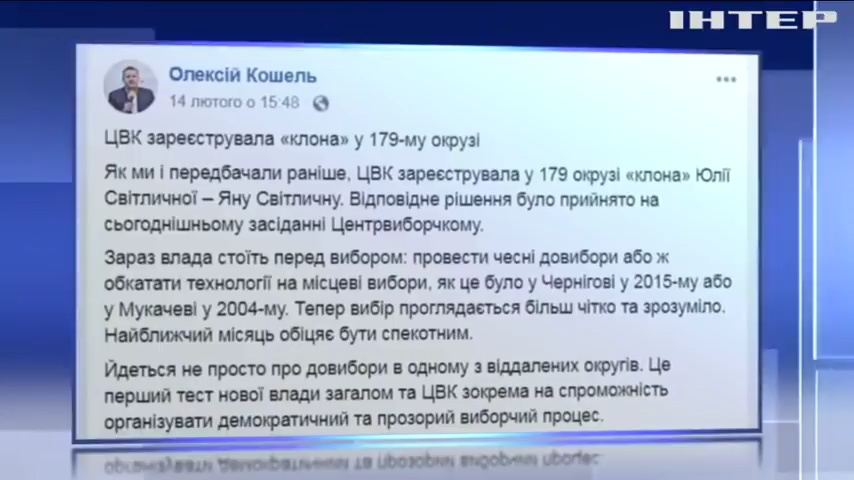 ІНТЕР
Олексій Кошель
14 лютого о 15:48
ЦВК зареєструвала «клона» у 179-му окрузі
Як ми і передбачали раніше, ЦВК зареєструвала у 179 окрузі «клона» Юлії
Світличної – Яну Світличну. Відповідне рішення було прийнято на
сьогоднішньому засіданні Центрвиборчкому.
Зараз влада стоїть перед вибором: провести чесні довибори або ж
обкатати технології на місцеві вибори, як це було у Чернігові у 2015-му або
у Мукачеві у 2004-му. Тепер вибір проглядається більш чітко та зрозуміло.
Найближчий місяць обіцяє бути спекотним.
Йдеться не просто про довибори в одному з віддалених округів. Це
перший тест нової влади загалом та ЦВК зокрема на спроможність
організувати демократичний та прозорий виборчий процес.